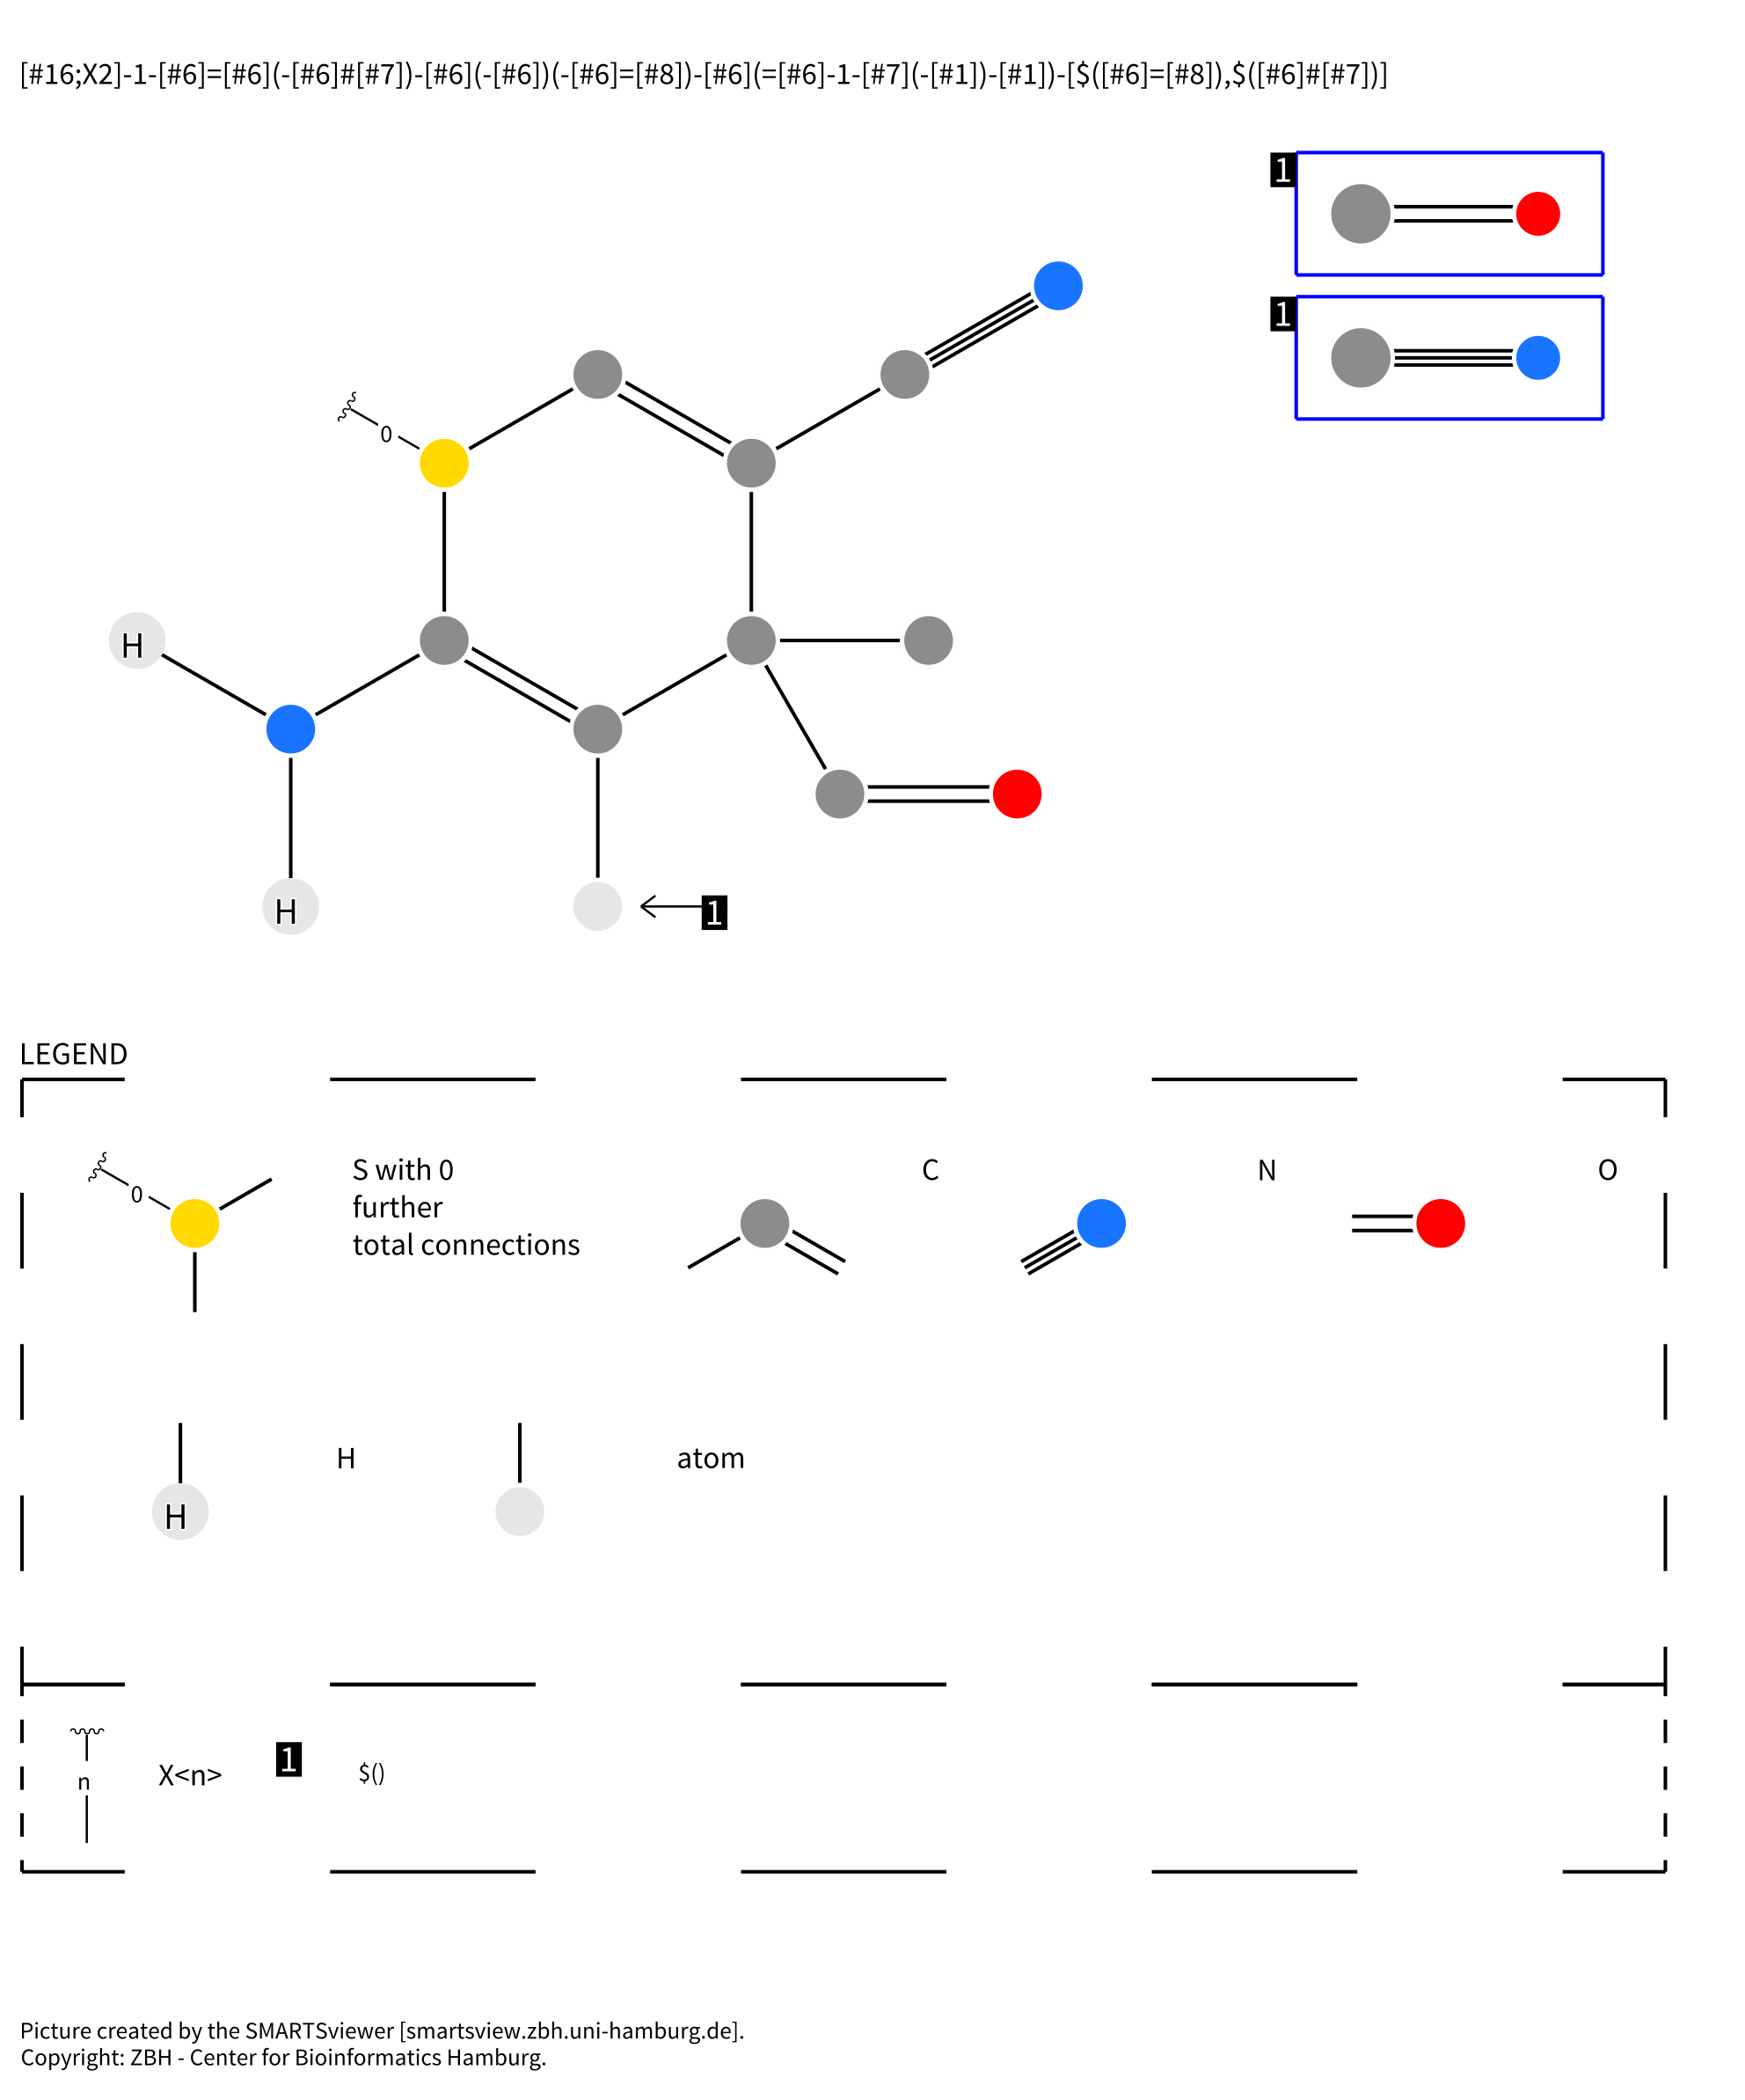 [#16;X2]-1-[#6]=[#6](-[#6]#[#7])-[#6](-[#6])(-[#6]=[#8])-[#6](=[#6]-1-[#7](-[#1])-[#1])-[$([#6]=[#8]),$([#6]#[#7])]
1
1
0
H
H
1
LEGEND
0
S with 0
further
total connections
C
N
O
H
H
atom
n
X<n>
1
$()
Picture created by the SMARTSviewer [smartsview.zbh.uni-hamburg.de].
Copyright: ZBH - Center for Bioinformatics Hamburg.